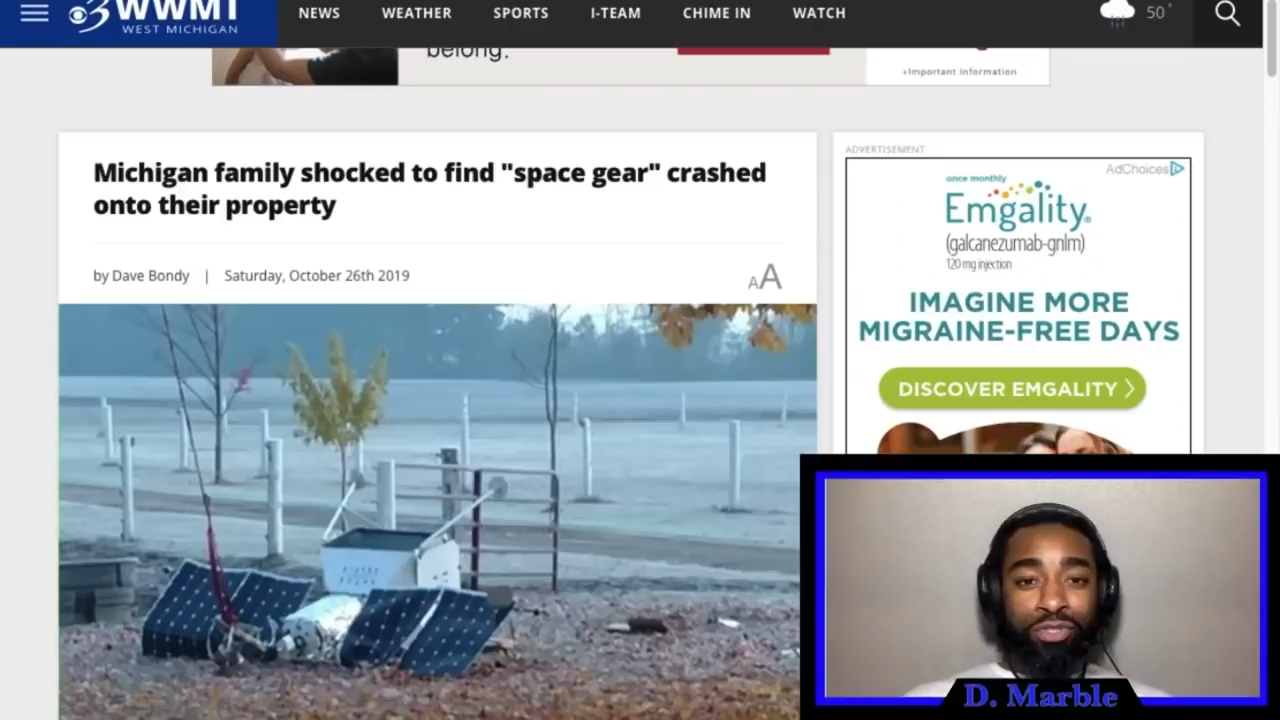 WWMT
WEST MICHIGAN
NEWS
WEATHER
SPORTS
I-TEAM
CHIME IN
WATCH
50°
belong.
+Important Information
Michigan family shocked to find "space gear" crashed
onto their property
by Dave Bondy | Saturday, October 26th 2019
AA
ADVERTISEMENT
AdChoices
once monthly
Emgality®
(galcanezumab-gnlm)
120 mg injection
IMAGINE MORE
MIGRAINE-FREE DAYS
DISCOVER EMGALITY
D. Marble